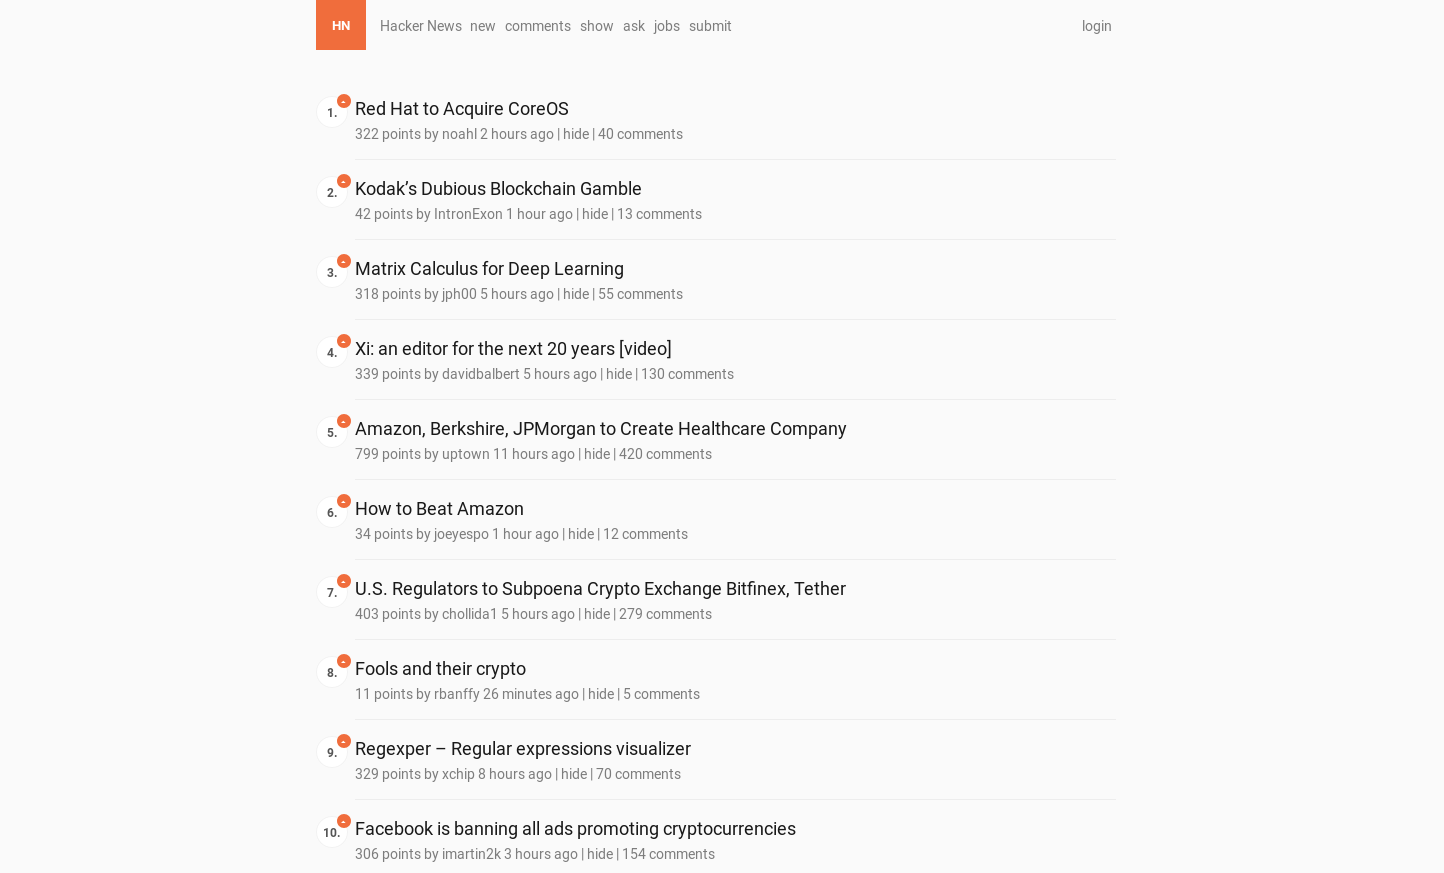 HN Hacker News new comments show ask jobs submit login
1. Red Hat to Acquire CoreOS
322 points by noahl 2 hours ago | hide | 40 comments
2. Kodak’s Dubious Blockchain Gamble
42 points by IntronExon 1 hour ago | hide | 13 comments
3. Matrix Calculus for Deep Learning
318 points by jph00 5 hours ago | hide | 55 comments
4. Xi: an editor for the next 20 years [video]
339 points by davidbalbert 5 hours ago | hide | 130 comments
5. Amazon, Berkshire, JPMorgan to Create Healthcare Company
799 points by uptown 11 hours ago | hide | 420 comments
6. How to Beat Amazon
34 points by joeyespo 1 hour ago | hide | 12 comments
7. U.S. Regulators to Subpoena Crypto Exchange Bitfinex, Tether
403 points by chollida1 5 hours ago | hide | 279 comments
8. Fools and their crypto
11 points by rbanffy 26 minutes ago | hide | 5 comments
9. Regexper – Regular expressions visualizer
329 points by xchip 8 hours ago | hide | 70 comments
10. Facebook is banning all ads promoting cryptocurrencies
306 points by imartin2k 3 hours ago | hide | 154 comments